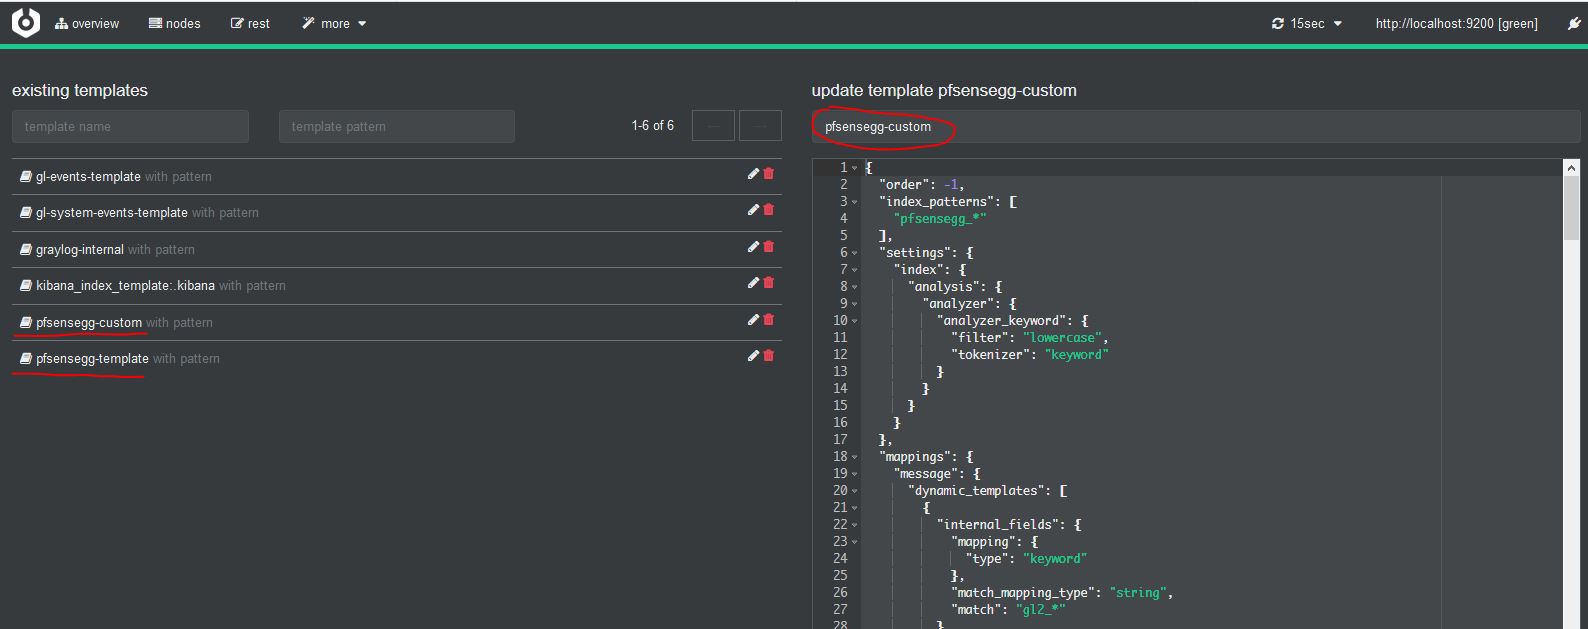 overview nodes rest more 15sec http://localhost:9200 [green]
existing templates
template name template pattern 1-6 of 6
gl-events-template with pattern
gl-system-events-template with pattern
graylog-internal with pattern
kibana_index_template:.kibana with pattern
pfsensegg-custom with pattern
pfsensegg-template with pattern
update template pfsensegg-custom
pfsensegg-custom
1 {
2 "order": -1,
3 "index_patterns": [
4 "pfsensegg_*"
5 ],
6 "settings": {
7 "index": {
8 "analysis": {
9 "analyzer": {
10 "analyzer_keyword": {
11 "filter": "lowercase",
12 "tokenizer": "keyword"
13 }
14 }
15 }
16 }
17 },
18 "mappings": {
19 "message": {
20 "dynamic_templates": [
21 {
22 "internal_fields": {
23 "mapping": {
24 "type": "keyword"
25 },
26 "match_mapping_type": "string",
27 "match": "gl2_*"
28 }